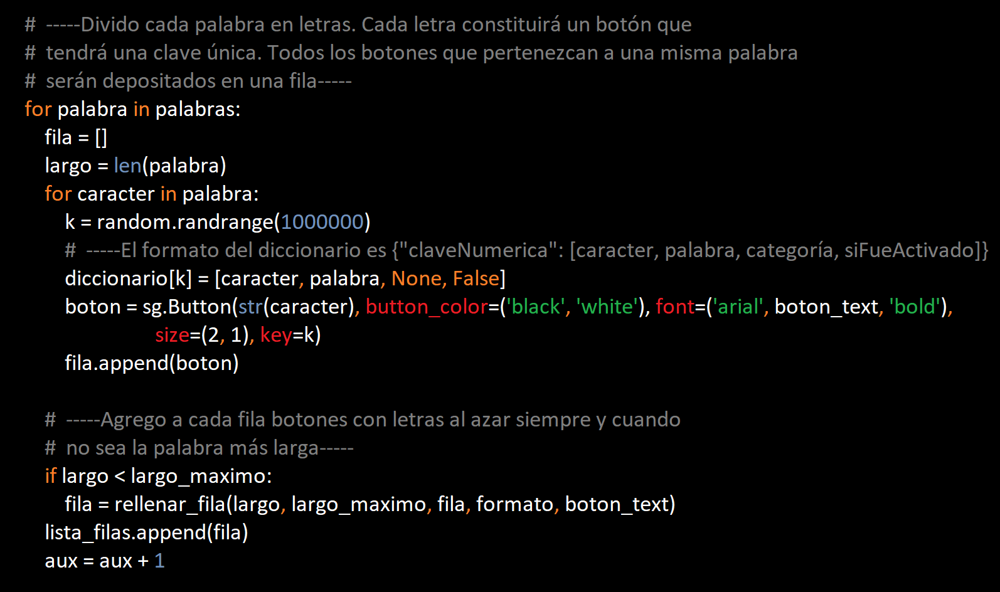 # -----Divido cada palabra en letras. Cada letra constituirá un botón que
# tendrá una clave única. Todos los botones que pertenezcan a una misma palabra
# serán depositados en una fila-----
for palabra in palabras:
fila = []
largo = len(palabra)
for caracter in palabra:
k = random.randrange(1000000)
# -----El formato del diccionario es {"claveNumerica": [caracter, palabra, categoría, siFueActivado]}
diccionario[k] = [caracter, palabra, None, False]
boton = sg.Button(str(caracter), button_color=('black', 'white'), font=('arial', boton_text, 'bold'),
size=(2, 1), key=k)
fila.append(boton)
# -----Agrego a cada fila botones con letras al azar siempre y cuando
# no sea la palabra más larga-----
if largo < largo_maximo:
fila = rellenar_fila(largo, largo_maximo, fila, formato, boton_text)
lista_filas.append(fila)
aux = aux + 1